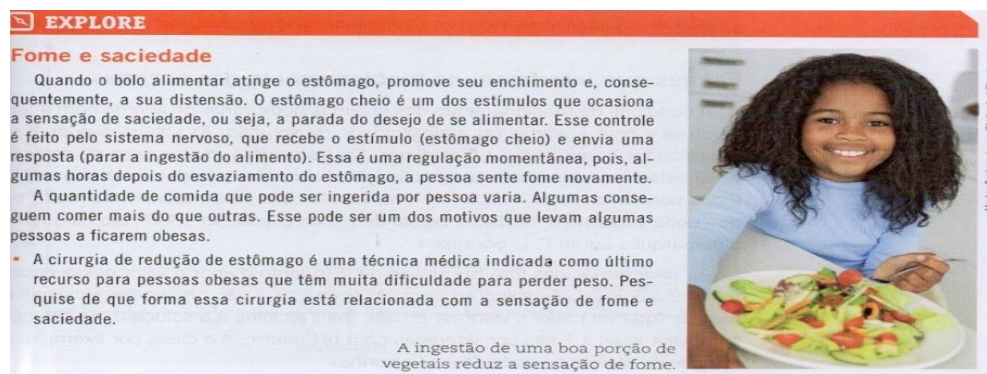 EXPLORE
Fome e saciedade
Quando o bolo alimentar atinge o estômago, promove seu enchimento e, conse-
quentemente, a sua distensão. O estômago cheio é um dos estímulos que ocasiona
a sensação de saciedade, ou seja, a parada do desejo de se alimentar. Esse controle
é feito pelo sistema nervoso, que recebe o estímulo (estômago cheio) e envia uma
resposta (parar a ingestão do alimento). Essa é uma regulação momentânea, pois, al-
gumas horas depois do esvaziamento do estômago, a pessoa sente fome novamente.
A quantidade de comida que pode ser ingerida por pessoa varia. Algumas conse-
guem comer mais do que outras. Esse pode ser um dos motivos que levam algumas
pessoas a ficarem obesas.
• A cirurgia de redução de estômago é uma técnica médica indicada como último
recurso para pessoas obesas que têm muita dificuldade para perder peso. Pes-
quise de que forma essa cirurgia está relacionada com a sensação de fome e
saciedade.
A ingestão de uma boa porção de
vegetais reduz a sensação de fome.